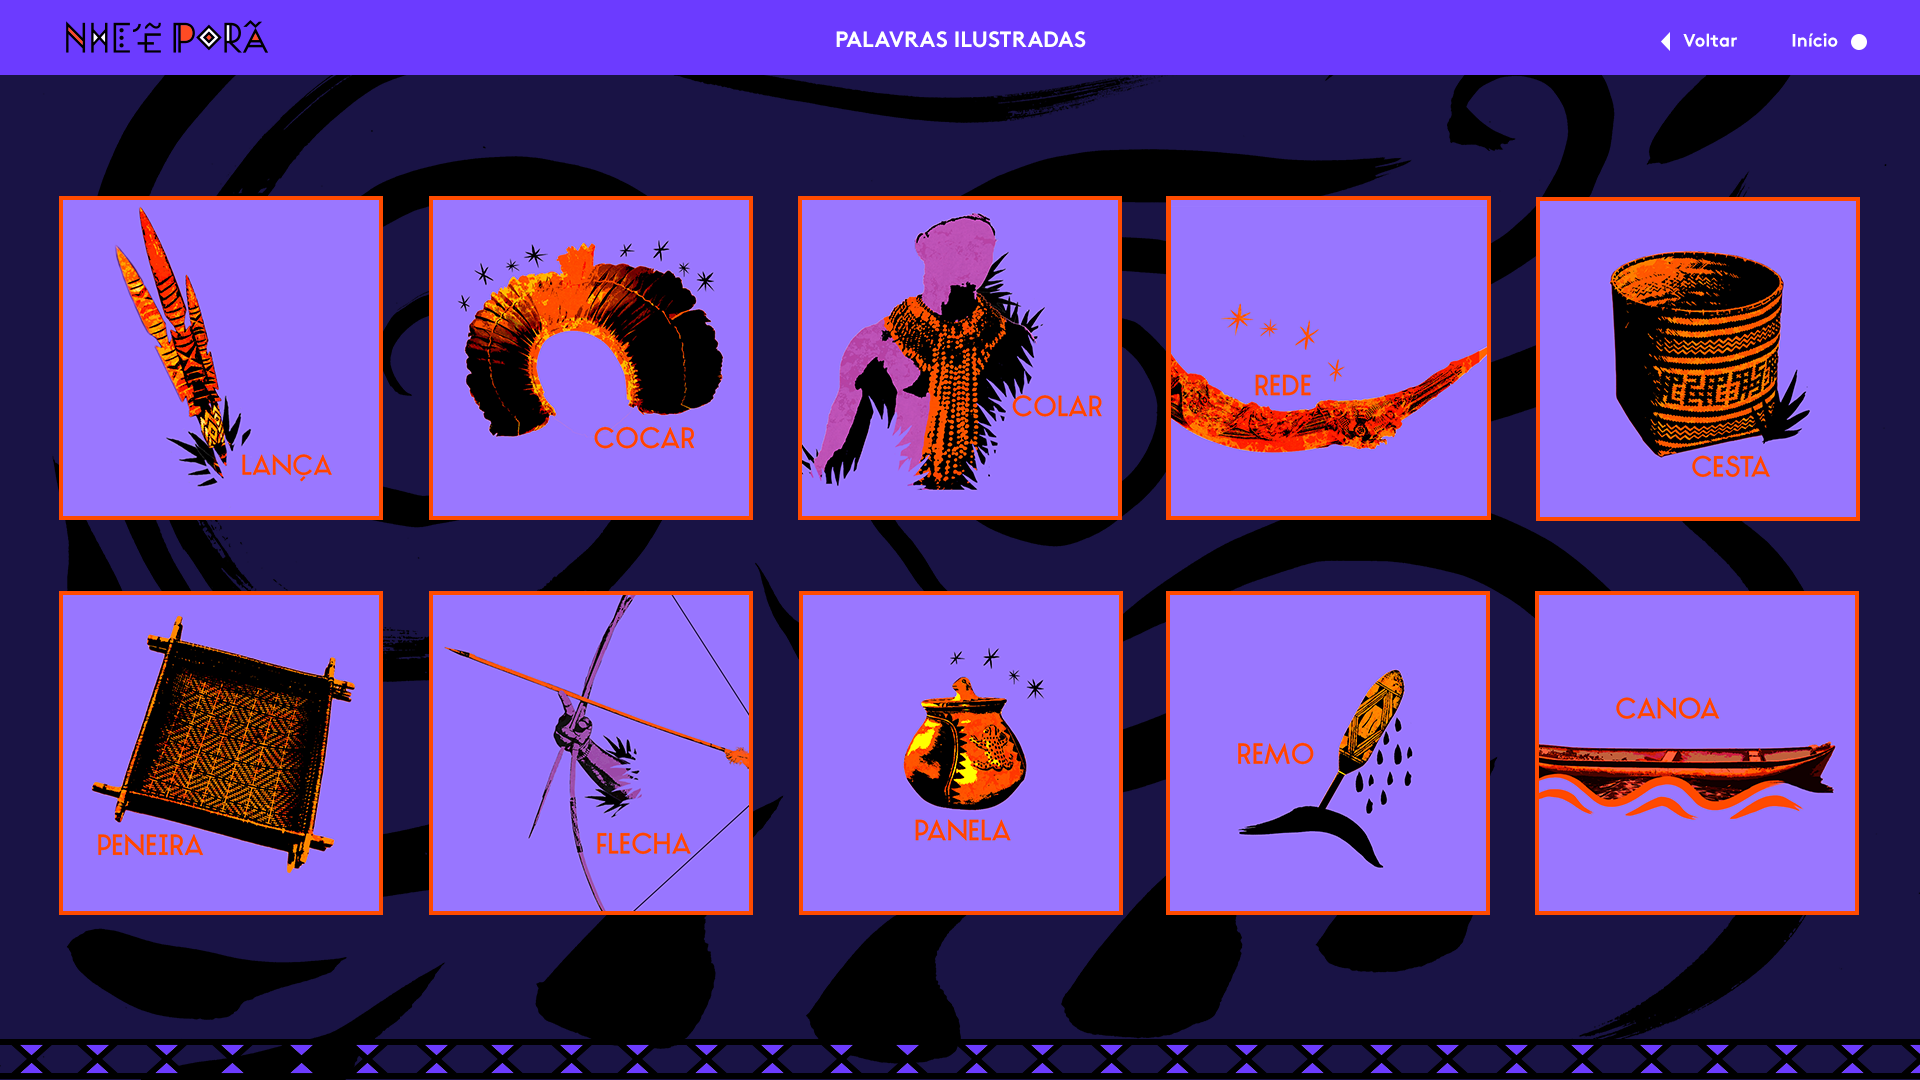 NHE'Ẽ PORÃ
PALAVRAS ILUSTRADAS
Voltar
Início
LANÇA
COCAR
COLAR
REDE
CESTA
PENEIRA
FLECHA
PANELA
REMO
CANOA